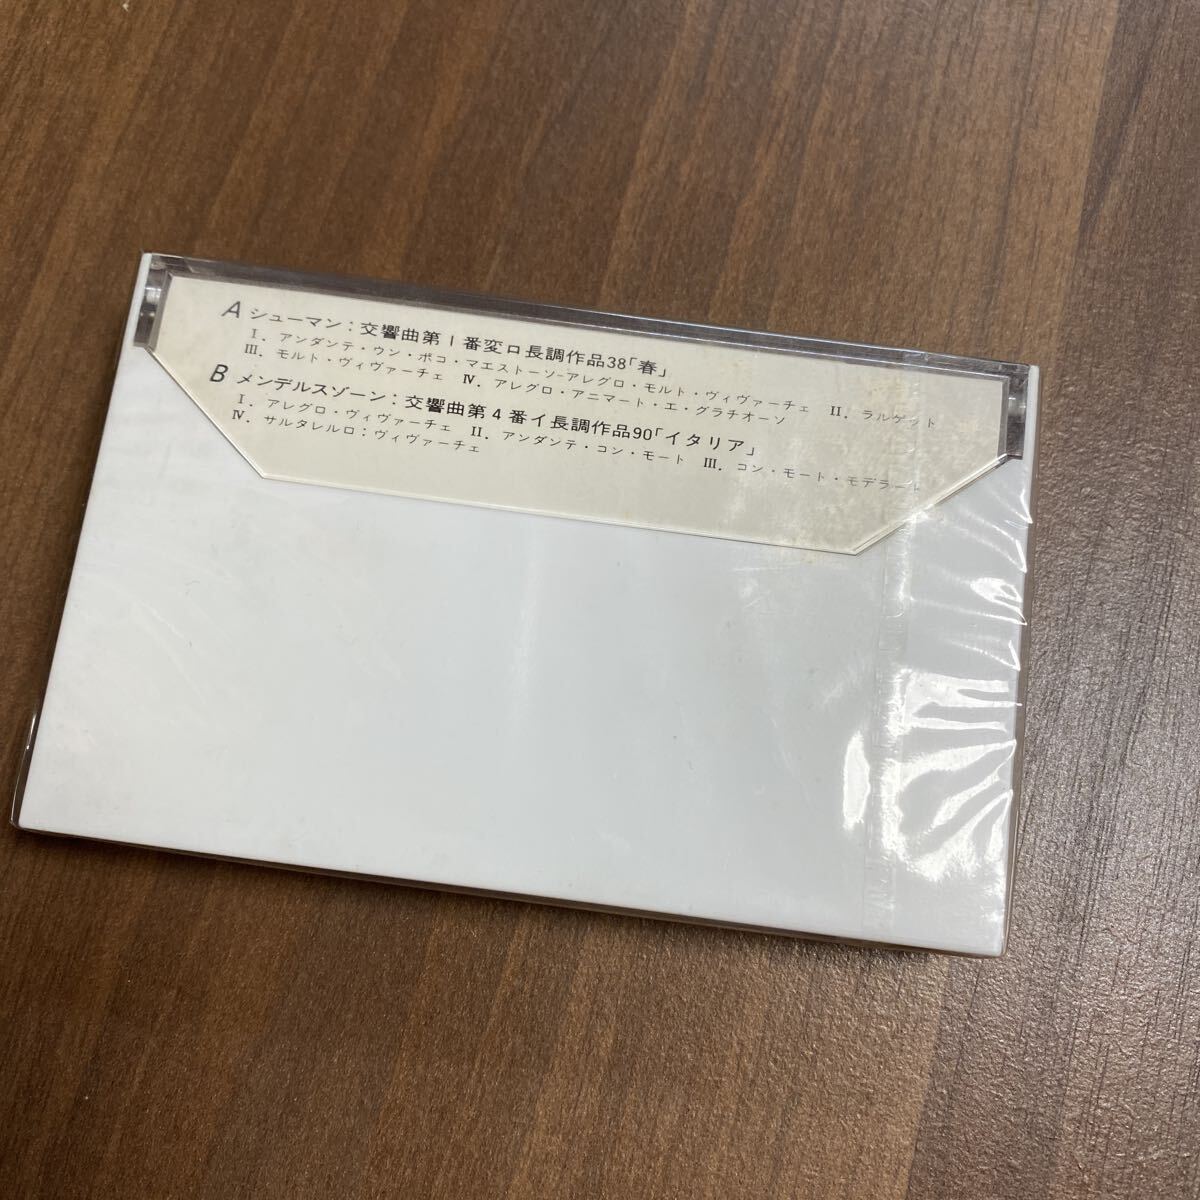 A シューマン：交響曲第1番変ロ長調作品38「春」
I．アンダンテ・ウン・ポコ・マエストーソ-アレグロ・モルト・ヴィヴァーチェ II．ラルゲット
III．モルト・ヴィヴァーチェ IV．アレグロ・アニマート・エ・グラチオーソ
B メンデルスゾーン：交響曲第4番イ長調作品90「イタリア」
I．アレグロ・ヴィヴァーチェ II．アンダンテ・コン・モート III．コン・モート・モデラート
IV．サルタレルロ：ヴィヴァーチェ